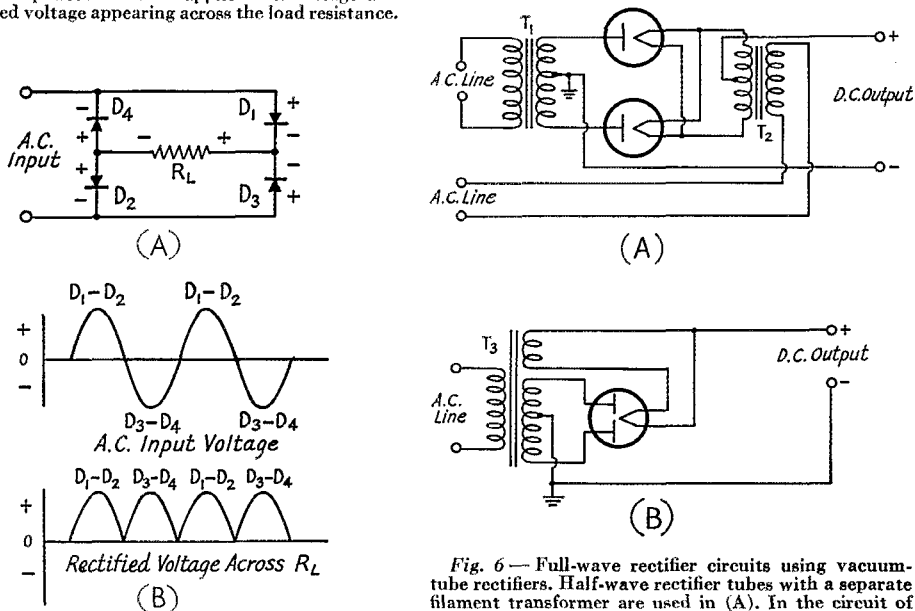 ed voltage appearing across the load resistance.
D4
D1
A.C.
Input
RL
D2
D3
(A)
D1–D2 D1–D2
+
0
–
D3–D4 D3–D4
A.C. Input Voltage
D1–D2 D3–D4 D1–D2 D3–D4
+
0
–
Rectified Voltage Across RL
(B)
T1
A.C. Line
+
D.C. Output
T2
–
A.C. Line
(A)
T3
+
D.C. Output
–
A.C.
Line
(B)
Fig. 6 — Full-wave rectifier circuits using vacuum-
tube rectifiers. Half-wave rectifier tubes with a separate
filament transformer are used in (A). In the circuit of